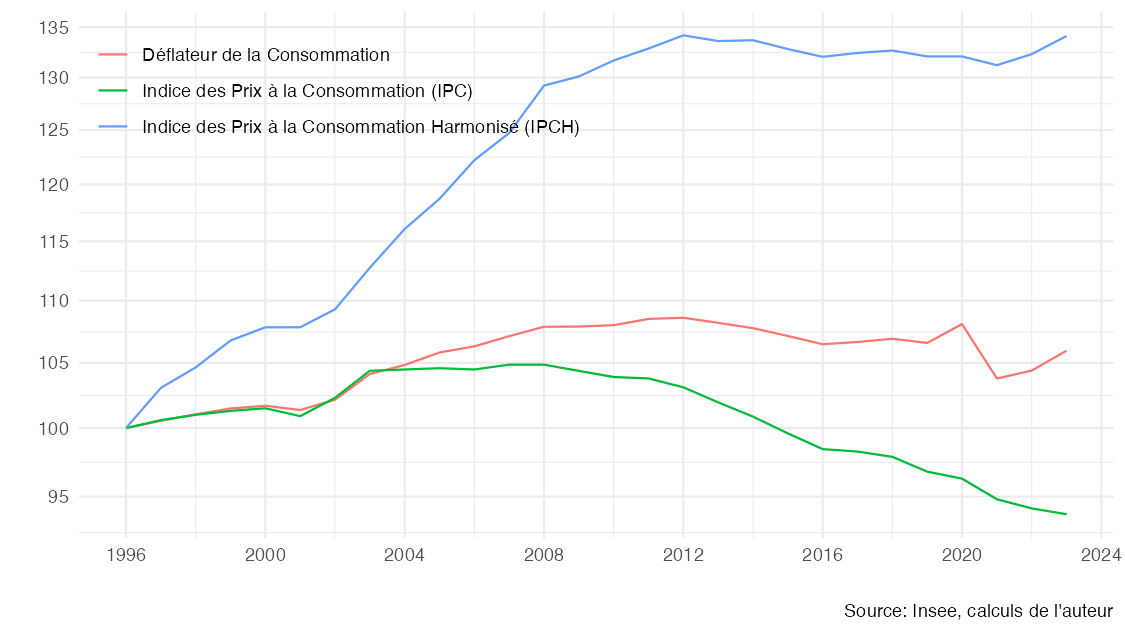 135
130
125
120
115
110
105
100
95
Déflateur de la Consommation
Indice des Prix à la Consommation (IPC)
Indice des Prix à la Consommation Harmonisé (IPCH)
1996 2000 2004 2008 2012 2016 2020 2024
Source: Insee, calculs de l'auteur